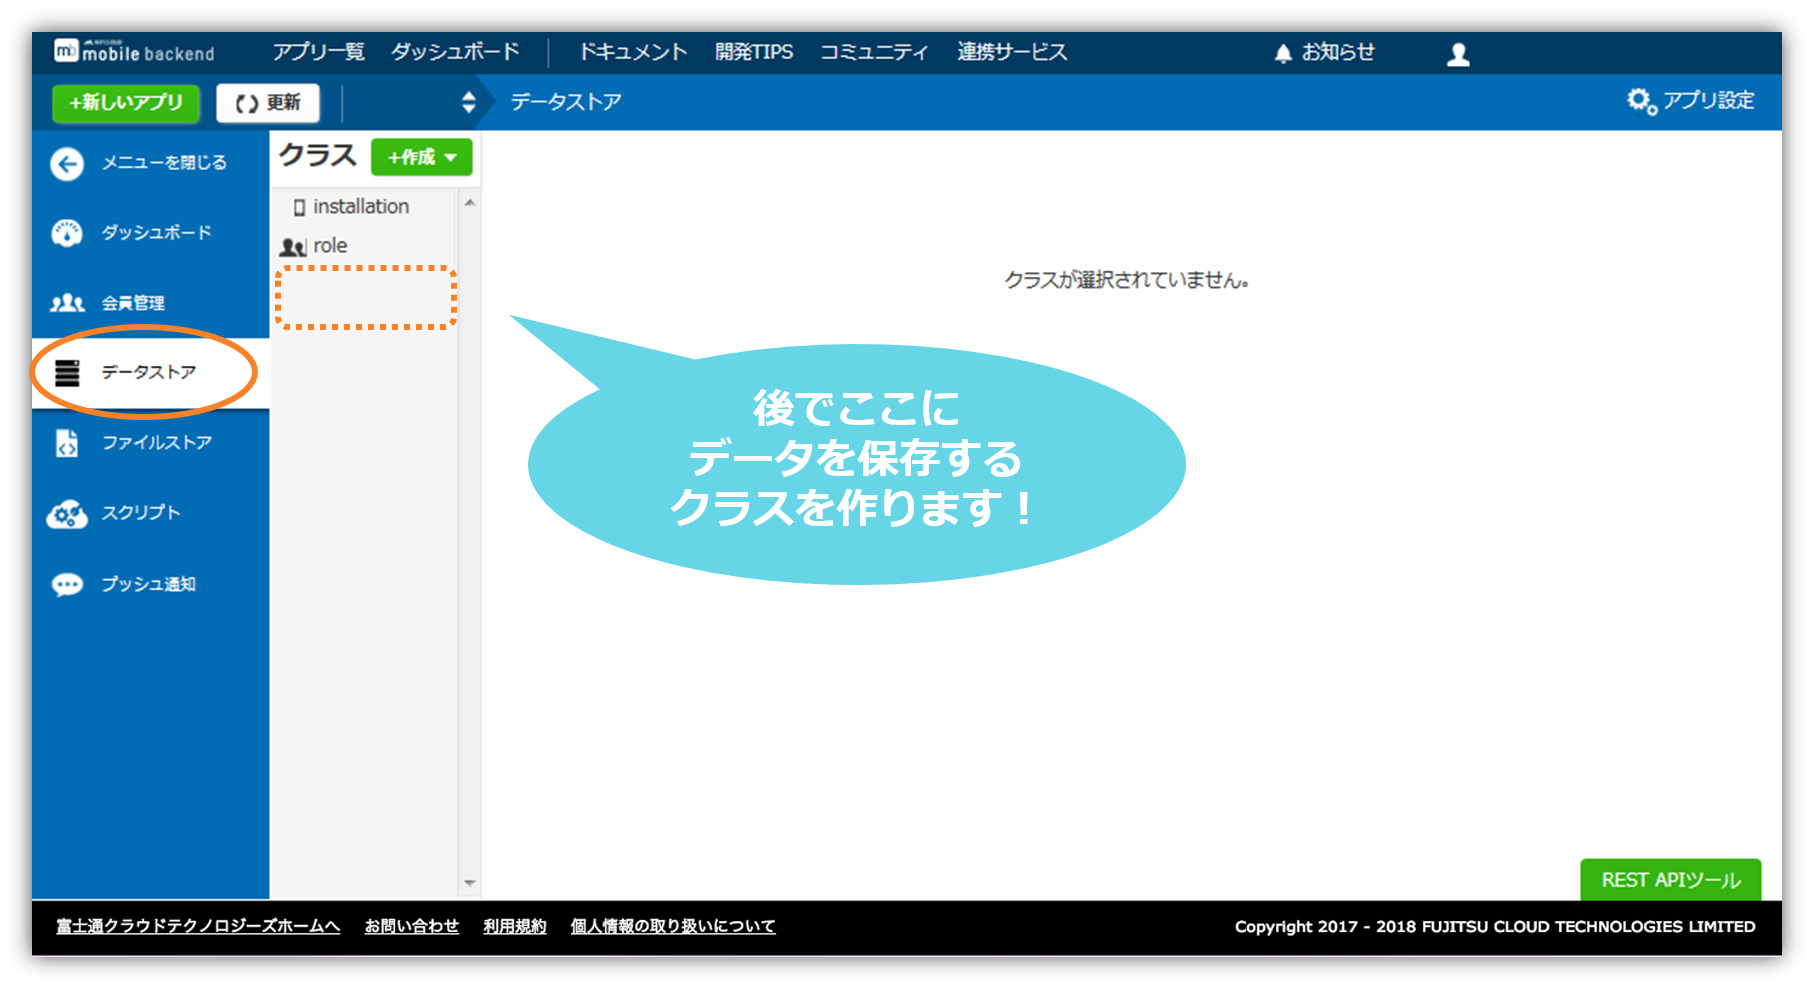 mb NIFCLOUD mobile backend アプリ一覧 ダッシュボード ドキュメント 開発TIPS コミュニティ 連携サービス お知らせ
+新しいアプリ 更新 データストア アプリ設定
メニューを閉じる
ダッシュボード
会員管理
データストア
ファイルストア
スクリプト
プッシュ通知
クラス +作成
installation
role
クラスが選択されていません。
後でここに
データを保存する
クラスを作ります！
REST APIツール
富士通クラウドテクノロジーズホームへ お問い合わせ 利用規約 個人情報の取り扱いについて Copyright 2017 - 2018 FUJITSU CLOUD TECHNOLOGIES LIMITED